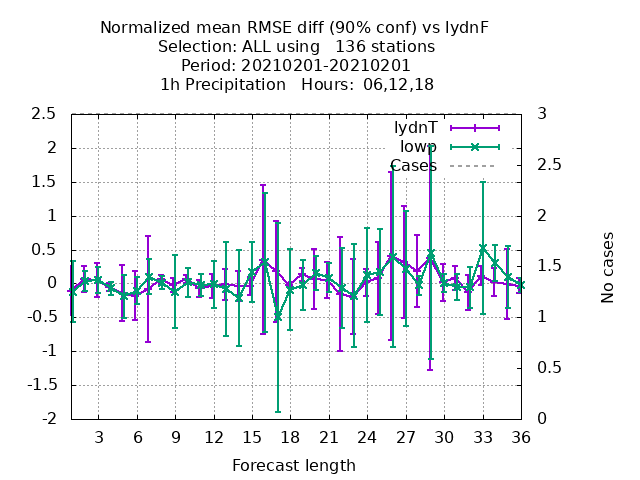 Normalized mean RMSE diff (90% conf) vs lydnF
Selection: ALL using   136 stations
Period: 20210201-20210201
1h Precipitation   Hours:  06,12,18
lydnT
lowp
Cases
2.5
2
1.5
1
0.5
0
-0.5
-1
-1.5
-2
3
2.5
2
1.5
1
0.5
0
No cases
3 6 9 12 15 18 21 24 27 30 33 36
Forecast length